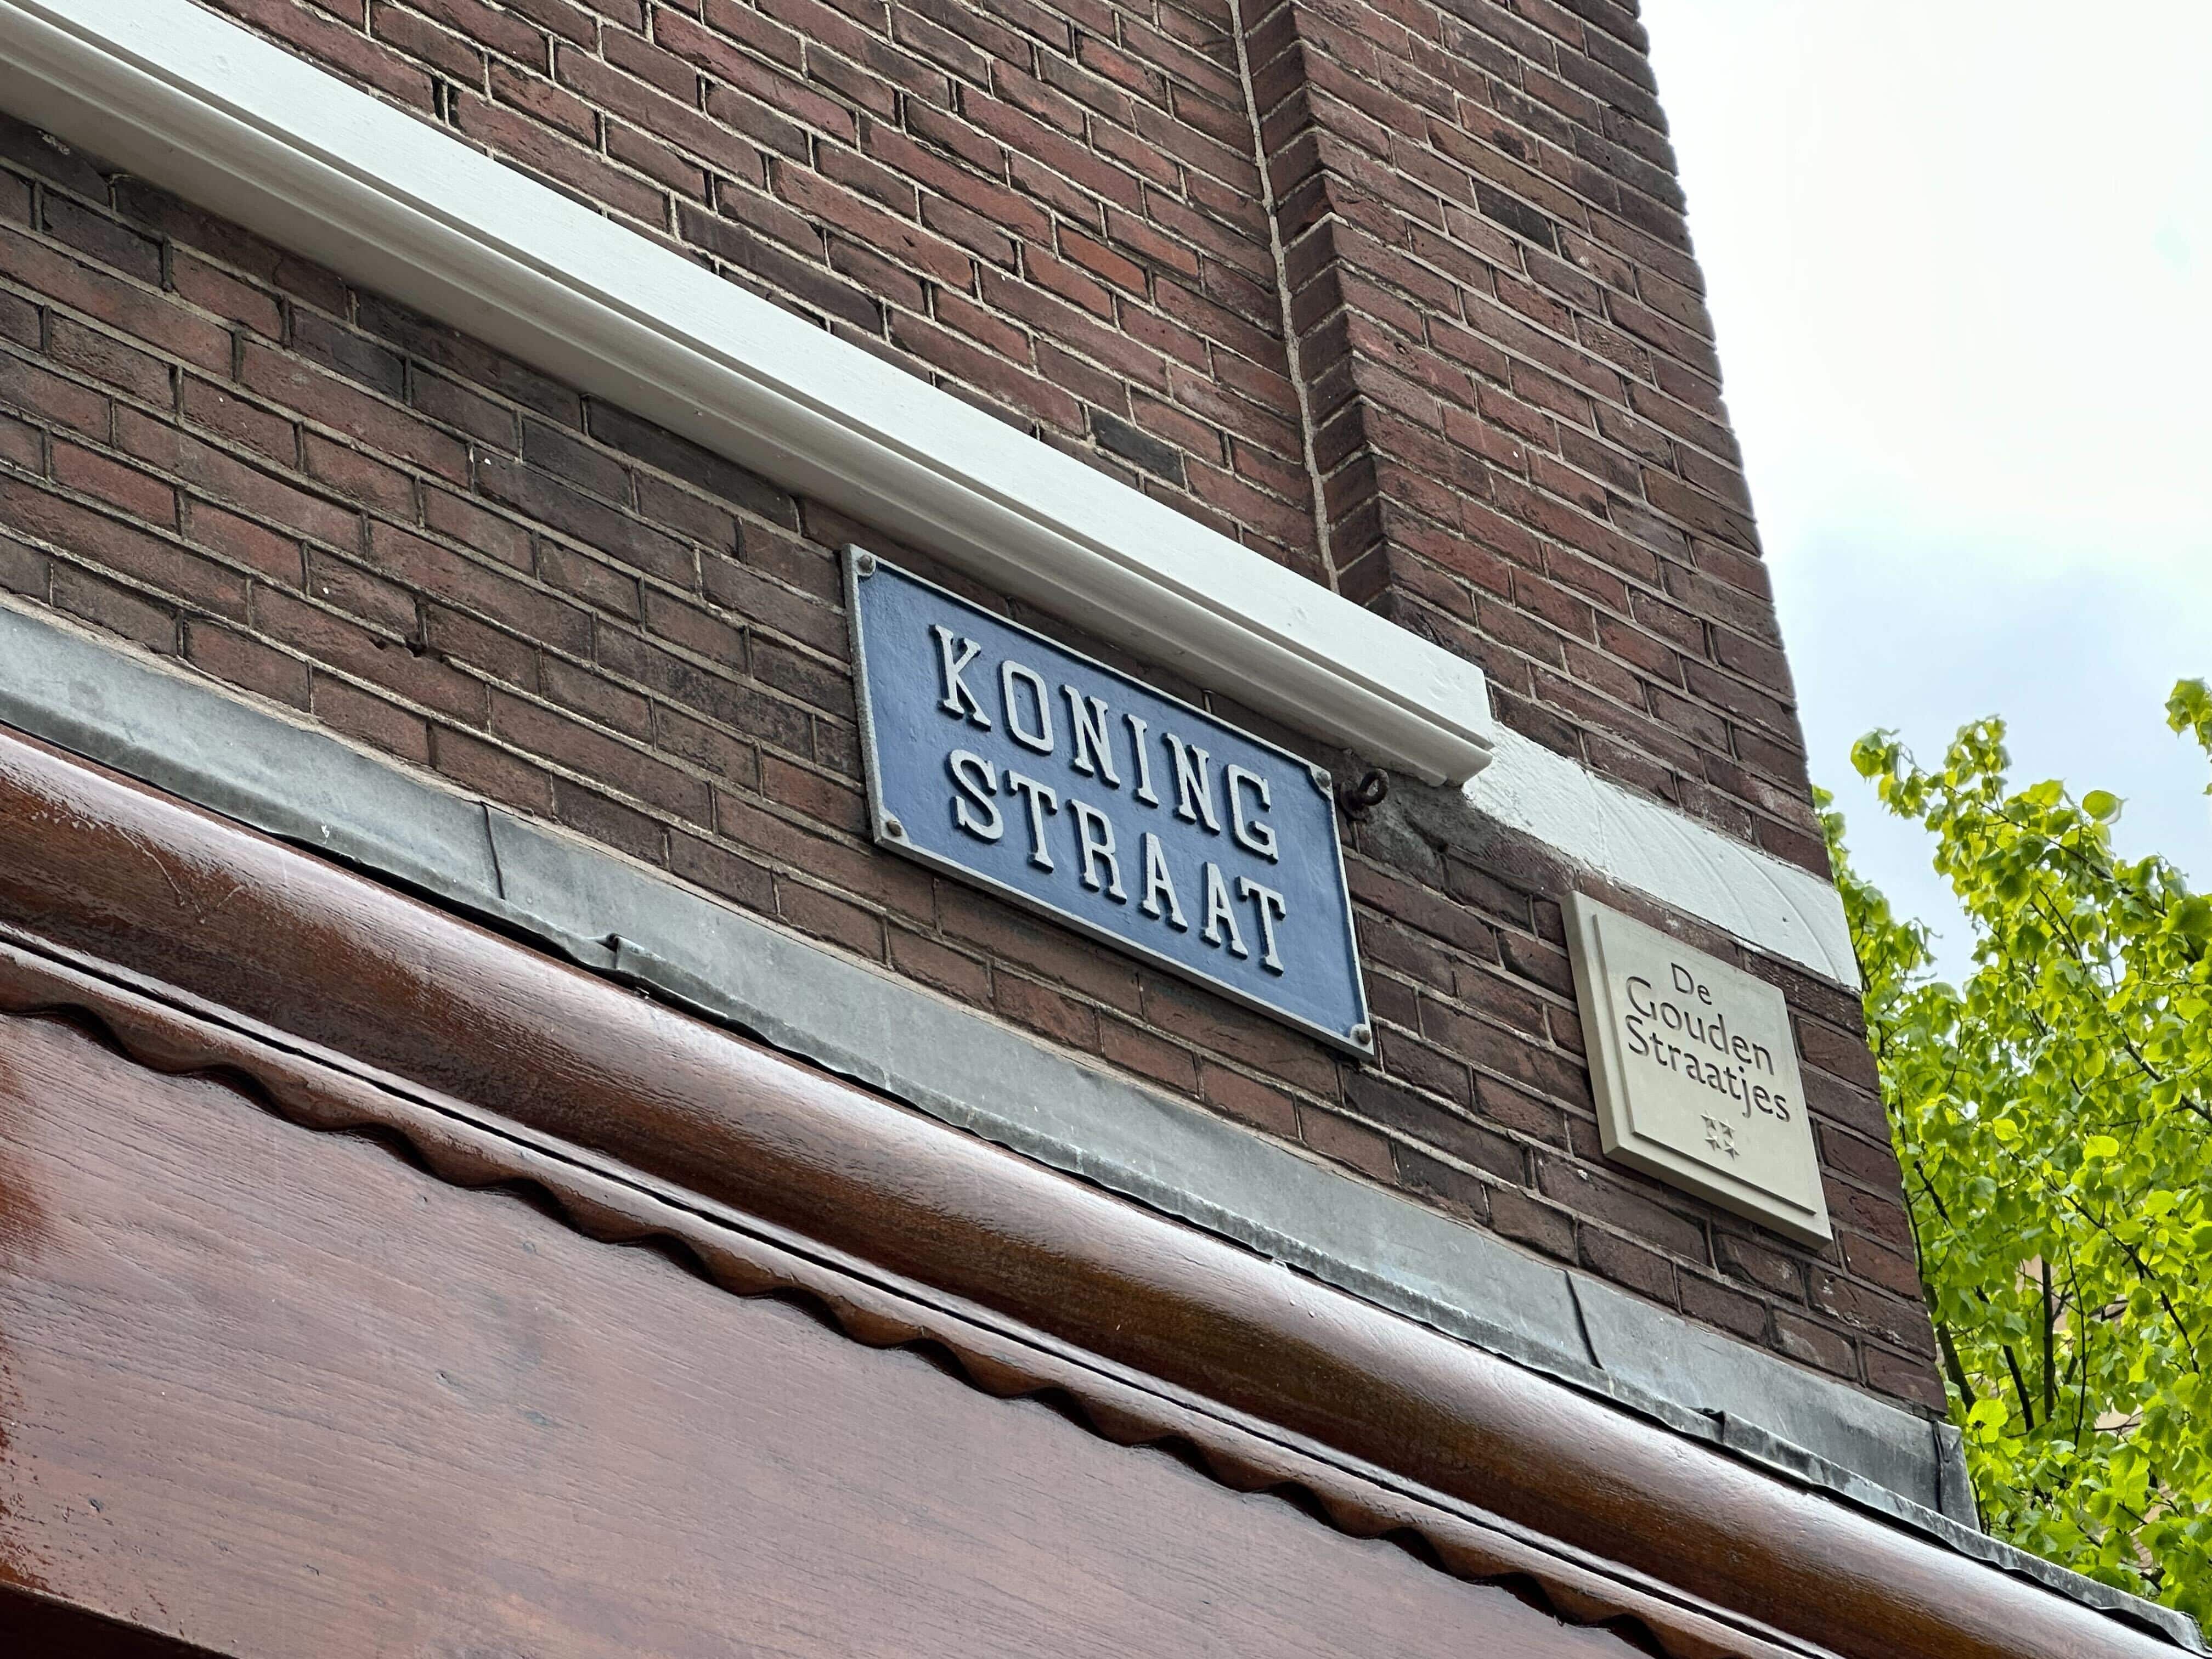 KONING
STRAAT
De
Gouden
Straatjes